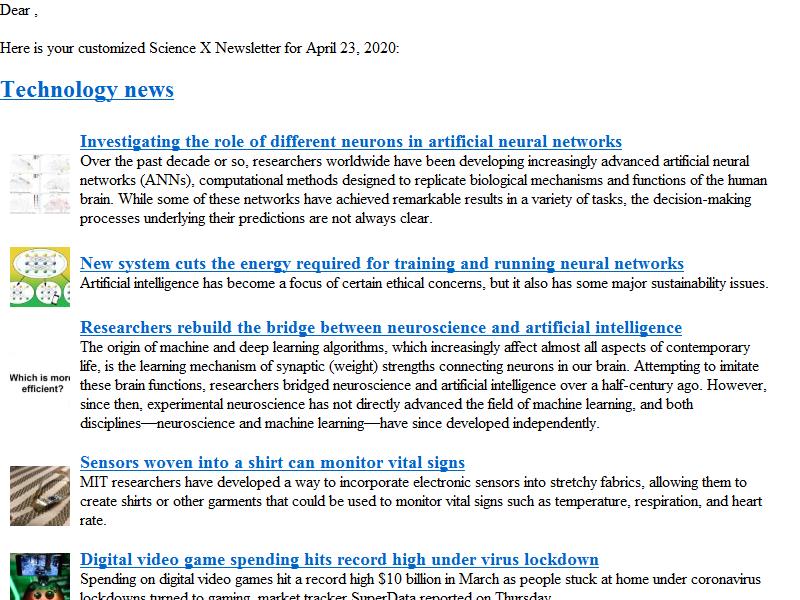 Dear ,
Here is your customized Science X Newsletter for April 23, 2020:
Technology news
Investigating the role of different neurons in artificial neural networks
Over the past decade or so, researchers worldwide have been developing increasingly advanced artificial neural
networks (ANNs), computational methods designed to replicate biological mechanisms and functions of the human
brain. While some of these networks have achieved remarkable results in a variety of tasks, the decision-making
processes underlying their predictions are not always clear.
New system cuts the energy required for training and running neural networks
Artificial intelligence has become a focus of certain ethical concerns, but it also has some major sustainability issues.
Researchers rebuild the bridge between neuroscience and artificial intelligence
The origin of machine and deep learning algorithms, which increasingly affect almost all aspects of contemporary
life, is the learning mechanism of synaptic (weight) strengths connecting neurons in our brain. Attempting to imitate
Which is more
efficient?
these brain functions, researchers bridged neuroscience and artificial intelligence over a half-century ago. However,
since then, experimental neuroscience has not directly advanced the field of machine learning, and both
disciplines—neuroscience and machine learning—have since developed independently.
Sensors woven into a shirt can monitor vital signs
MIT researchers have developed a way to incorporate electronic sensors into stretchy fabrics, allowing them to
create shirts or other garments that could be used to monitor vital signs such as temperature, respiration, and heart
rate.
Digital video game spending hits record high under virus lockdown
Spending on digital video games hit a record high $10 billion in March as people stuck at home under coronavirus
lockdowns turned to gaming, market tracker SuperData reported on Thursday.